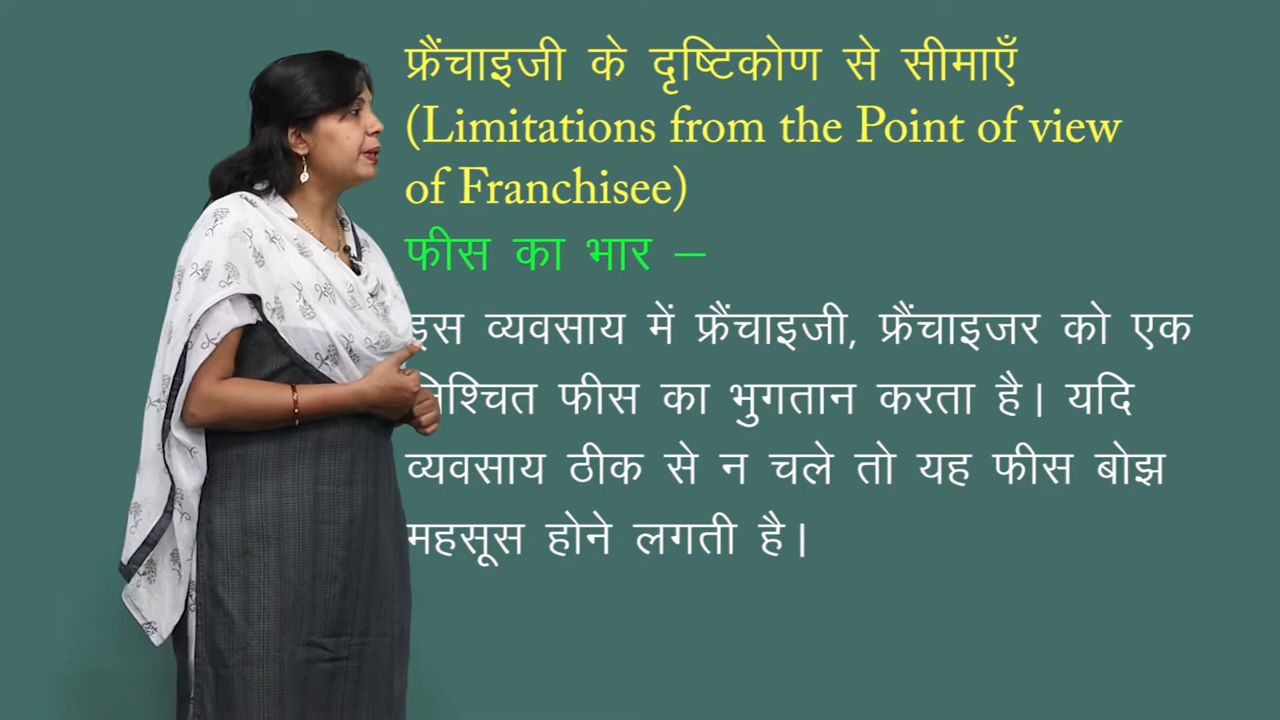 फ्रैंचाइजी के दृष्टिकोण से सीमाएँ
(Limitations from the Point of view
of Franchisee)
फीस का भार –
इस व्यवसाय में फ्रैंचाइजी, फ्रैंचाइजर को एक
निश्चित फीस का भुगतान करता है। यदि
व्यवसाय ठीक से न चले तो यह फीस बोझ
महसूस होने लगती है।